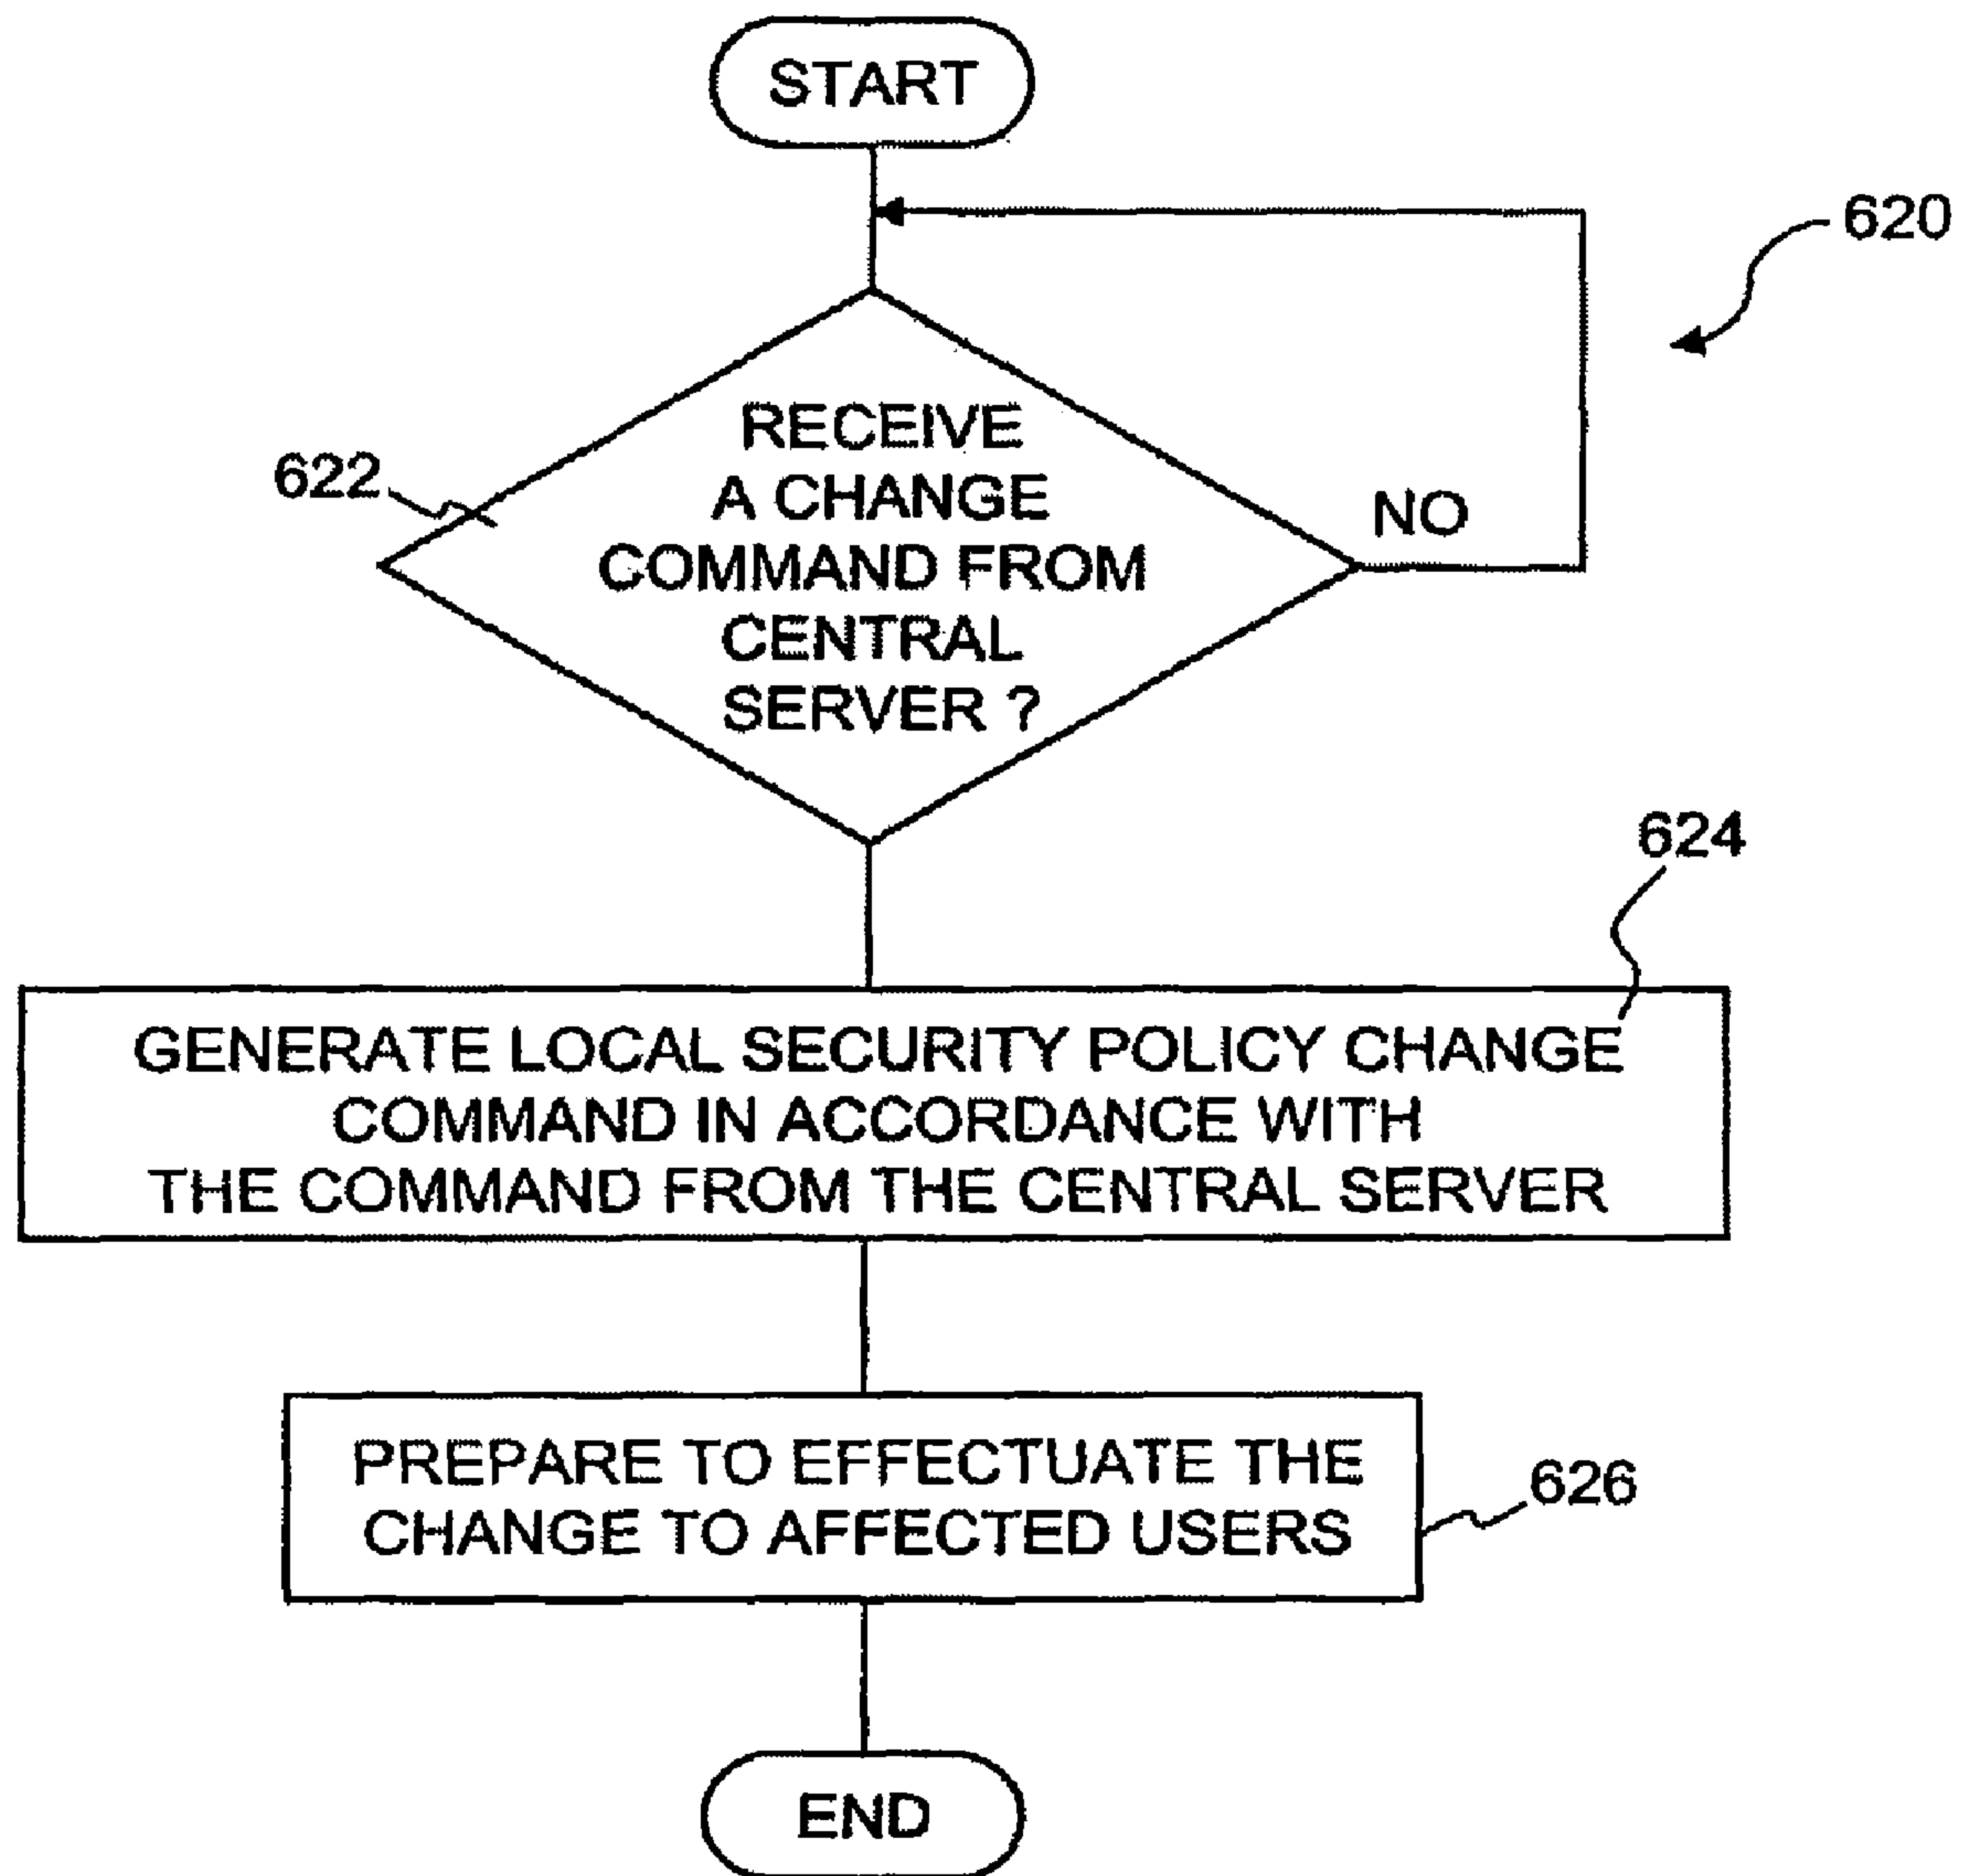 START
620
RECEIVE
A CHANGE
COMMAND FROM
CENTRAL
SERVER ?
622
NO
624
GENERATE LOCAL SECURITY POLICY CHANGE
COMMAND IN ACCORDANCE WITH
THE COMMAND FROM THE CENTRAL SERVER
PREPARE TO EFFECTUATE THE
CHANGE TO AFFECTED USERS
626
END